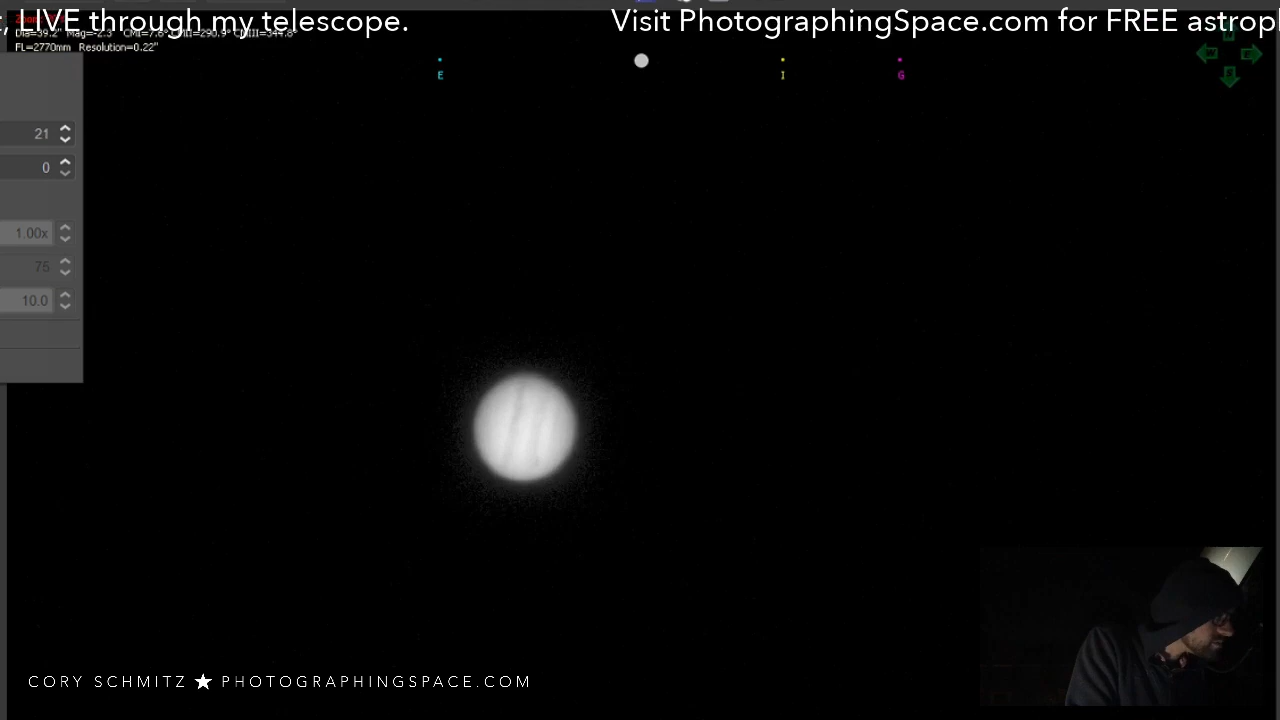 , LIVE through my telescope.
Visit PhotographingSpace.com for FREE astrop
FL=2770mm Resolution=0.22"
E
I
G
21
0
1.00x
75
10.0
CORY SCHMITZ ★ PHOTOGRAPHINGSPACE.COM